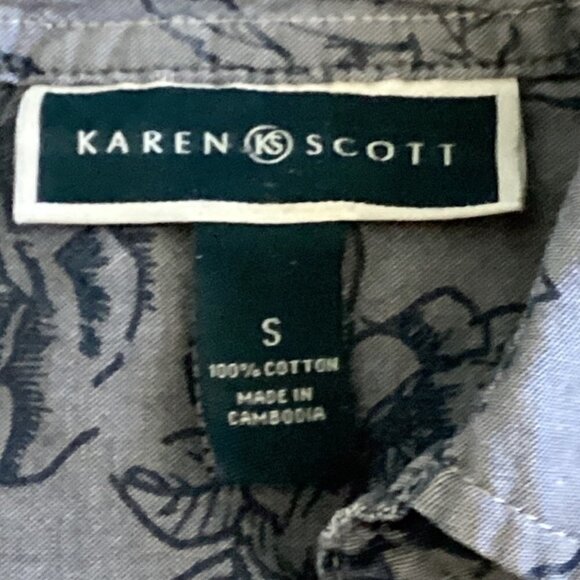 KAREN KS SCOTT
S
100% COTTON
MADE IN
CAMBODIA